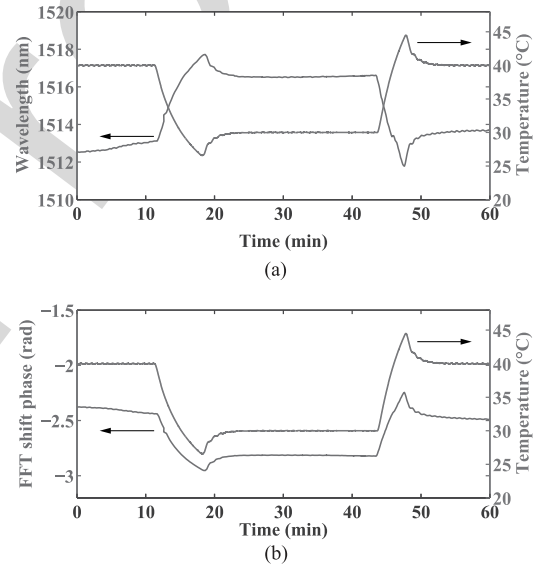 1520
1518
1516
1514
1512
1510
Wavelength (nm)
45
40
35
30
25
20
Temperature (°C)
0 10 20 30 40 50 60
Time (min)
(a)
−1.5
−2
−2.5
−3
FFT shift phase (rad)
45
40
35
30
25
20
Temperature (°C)
0 10 20 30 40 50 60
Time (min)
(b)